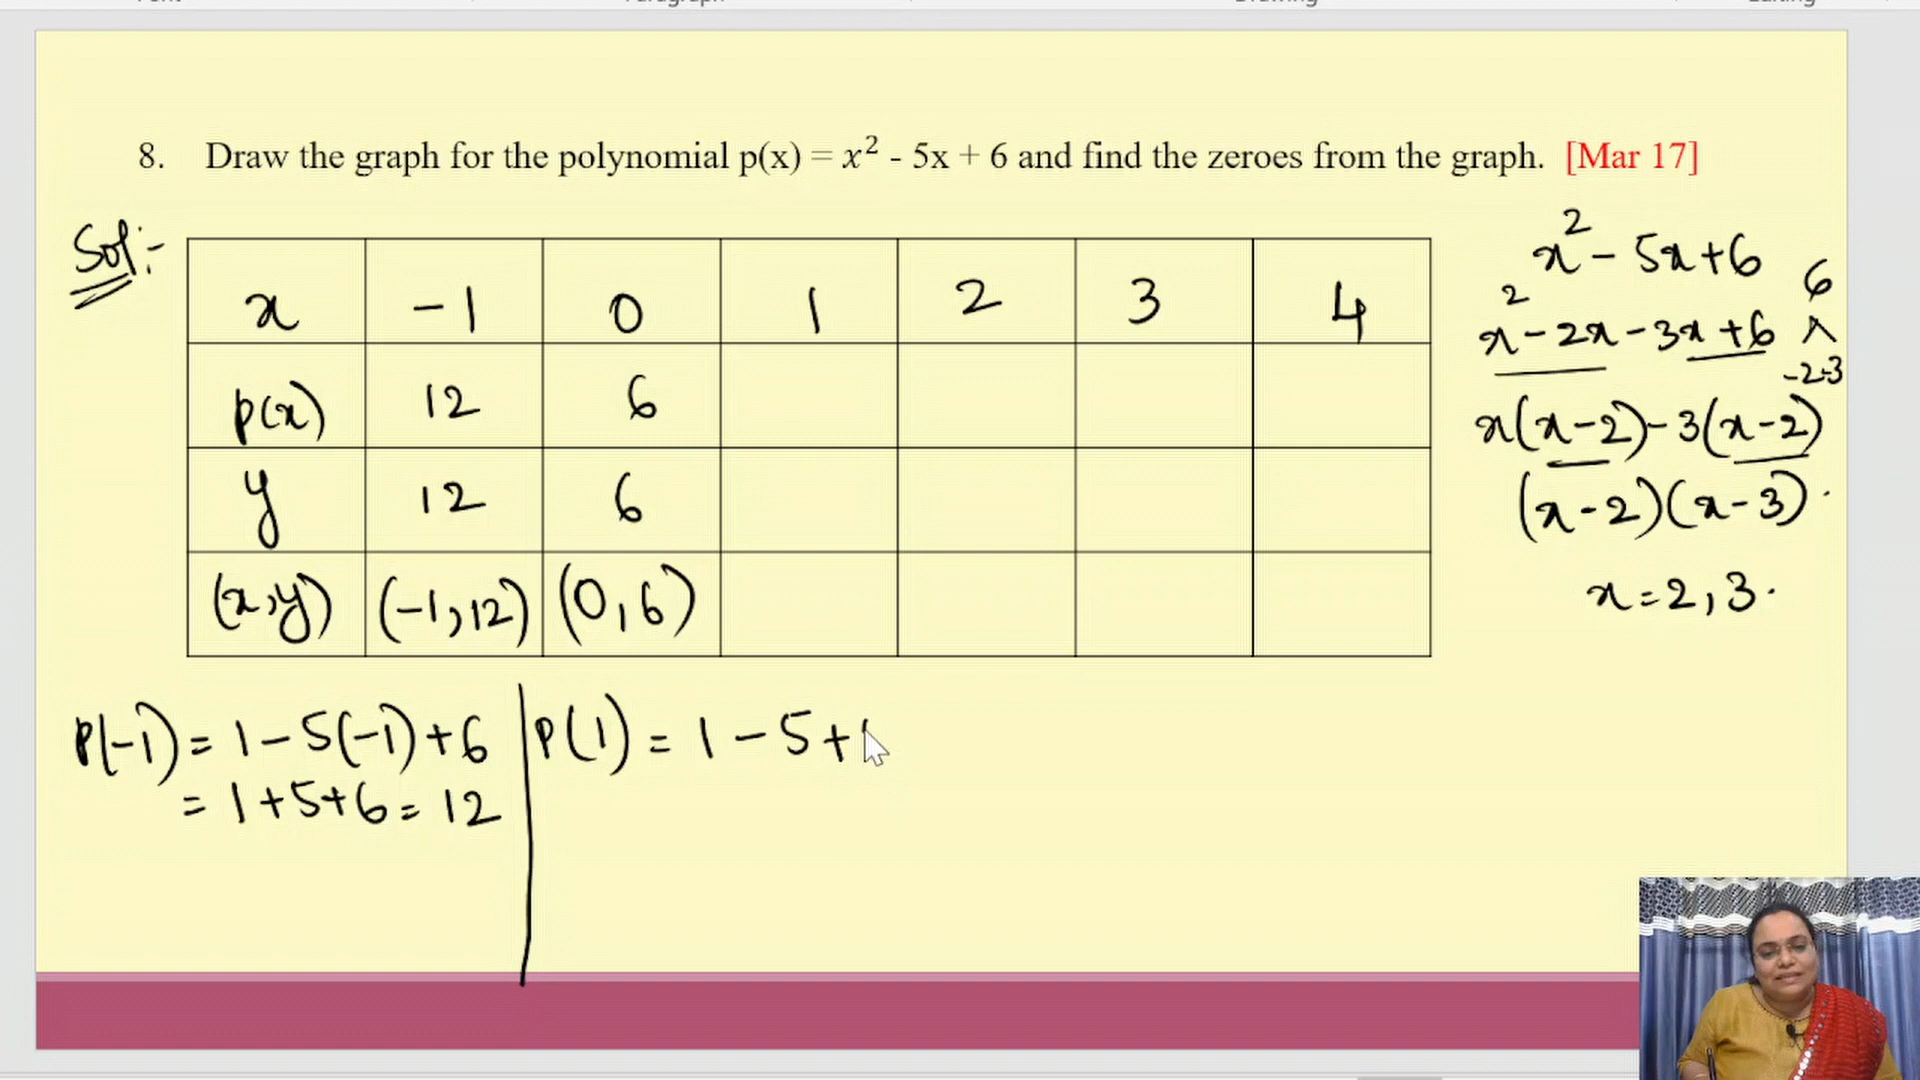 8. Draw the graph for the polynomial p(x) = x² - 5x + 6 and find the zeroes from the graph. [Mar 17]
Sol:-
x -1 0 1 2 3 4
p(x) 12 6
y 12 6
(x,y) (-1,12) (0,6)
x² - 5x+6
6
x² - 2x - 3x + 6
-2 -3
x(x-2) - 3(x-2)
(x-2)(x-3).
x = 2, 3.
P(-1) = 1 - 5(-1) + 6
= 1+5+6 = 12
P(1) = 1 - 5 +